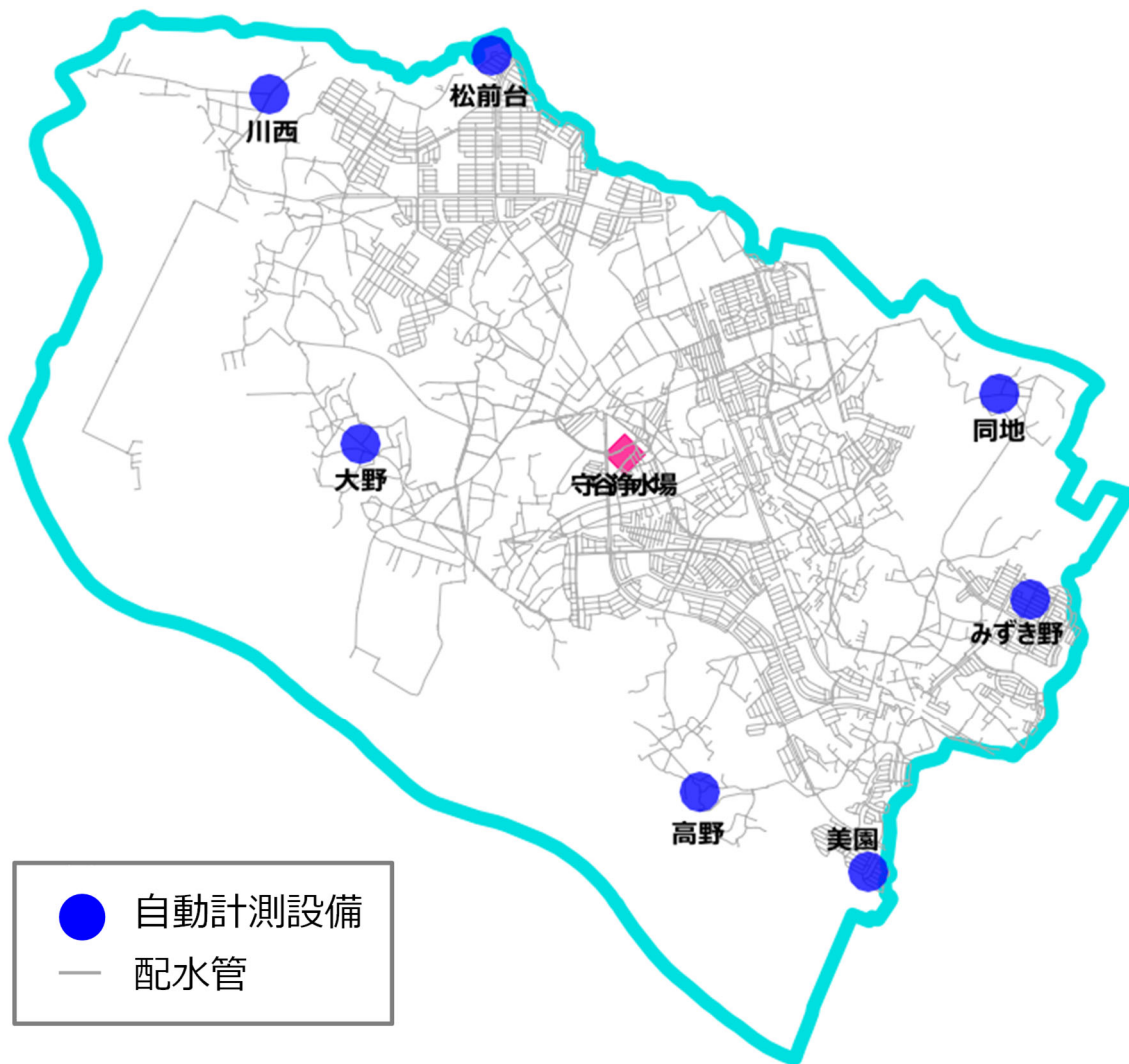 松前台
川西
同地
大野
守谷浄水場
みずき野
高野
美園
自動計測設備
配水管